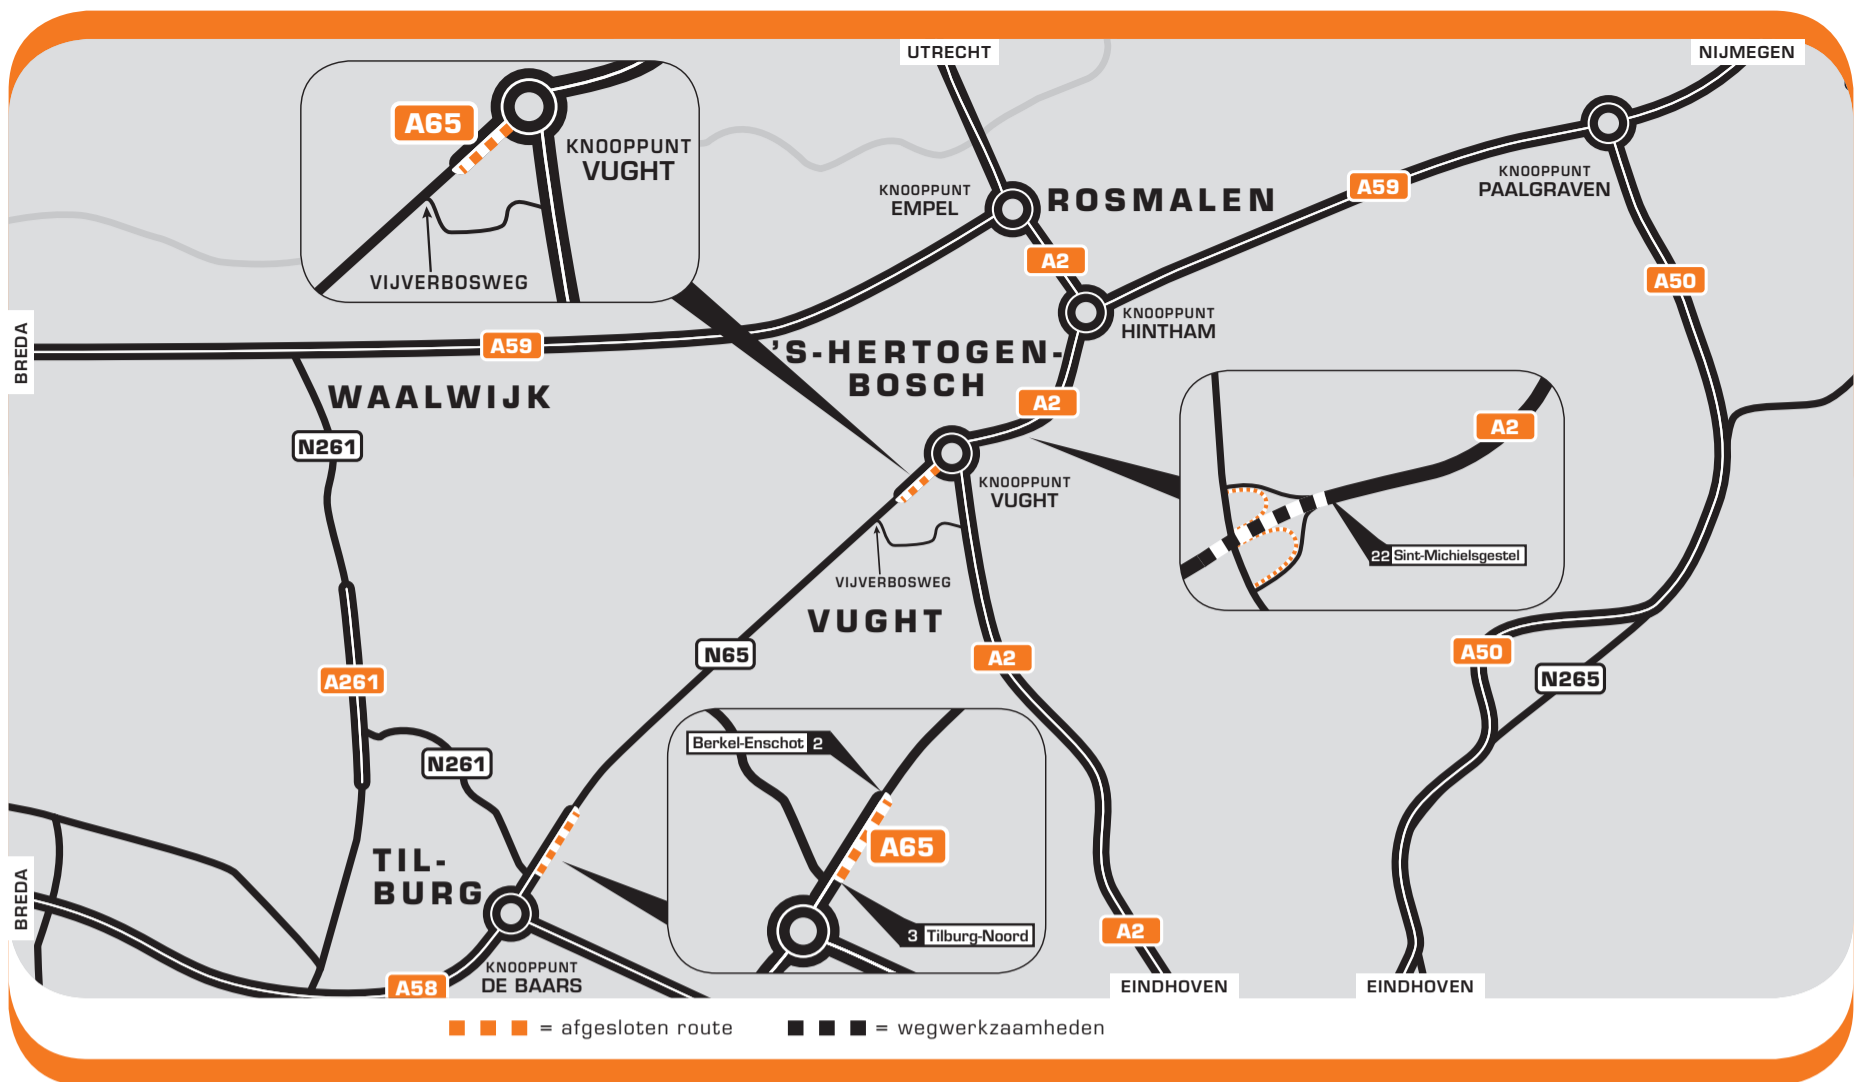 UTRECHT
NIJMEGEN
A65
KNOOPPUNT
VUGHT
VIJVERBOSWEG
KNOOPPUNT
EMPEL
ROSMALEN
A59
KNOOPPUNT
PAALGRAVEN
A2
A50
KNOOPPUNT
HINTHAM
BREDA
A59
'S-HERTOGEN-
BOSCH
WAALWIJK
A2
A2
N261
KNOOPPUNT
VUGHT
22 Sint-Michielsgestel
VIJVERBOSWEG
VUGHT
N65
A2
A50
N265
A261
N261
Berkel-Enschot 2
A65
3 Tilburg-Noord
TIL-
BURG
BREDA
A2
KNOOPPUNT
DE BAARS
A58
EINDHOVEN
EINDHOVEN
= afgesloten route
= wegwerkzaamheden